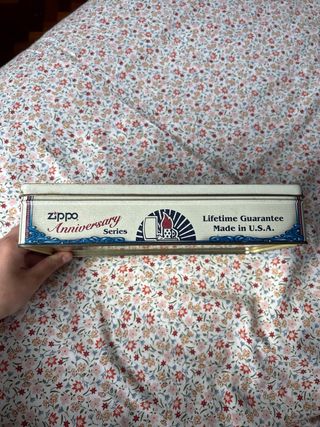 zippo
Anniversary
Series
Lifetime Guarantee
Made in U.S.A.